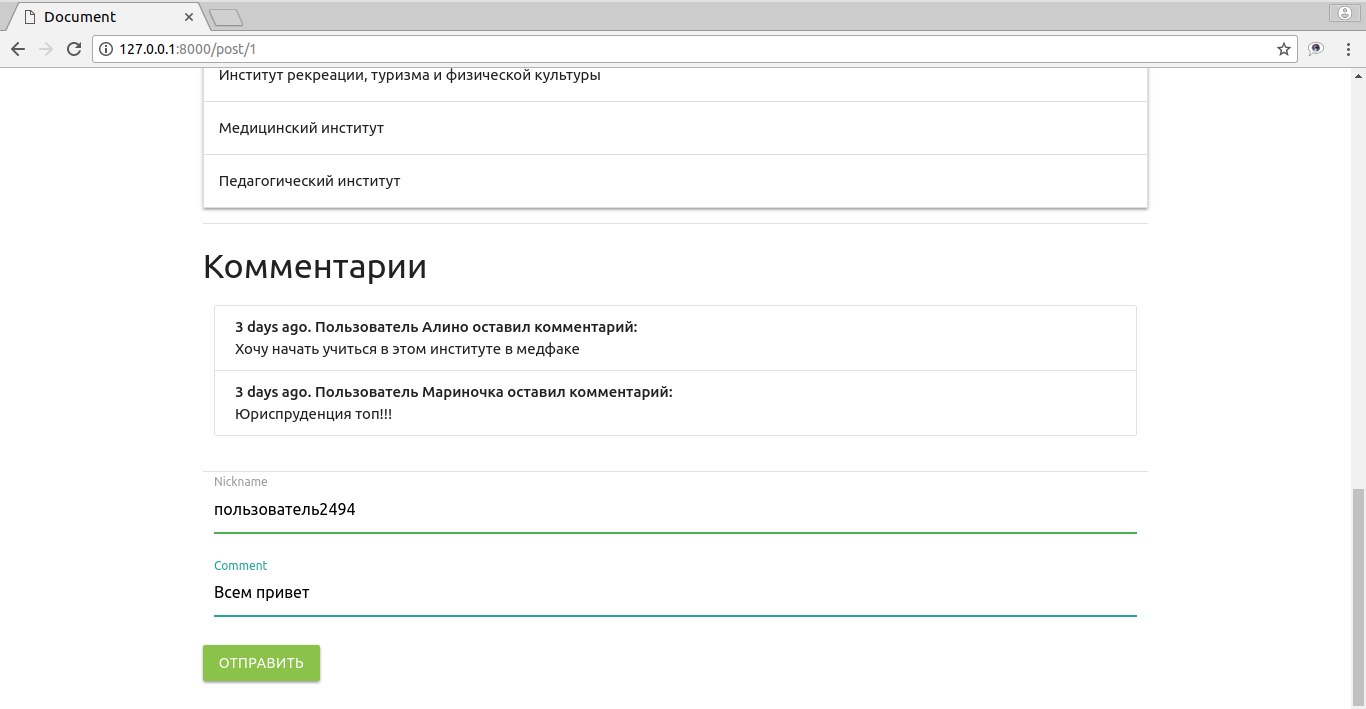 Document
127.0.0.1:8000/post/1
Институт рекреации, туризма и физической культуры
Медицинский институт
Педагогический институт
Комментарии
3 days ago. Пользователь Алино оставил комментарий:
Хочу начать учиться в этом институте в медфаке
3 days ago. Пользователь Мариночка оставил комментарий:
Юриспруденция топ!!!
Nickname
пользователь2494
Comment
Всем привет
ОТПРАВИТЬ